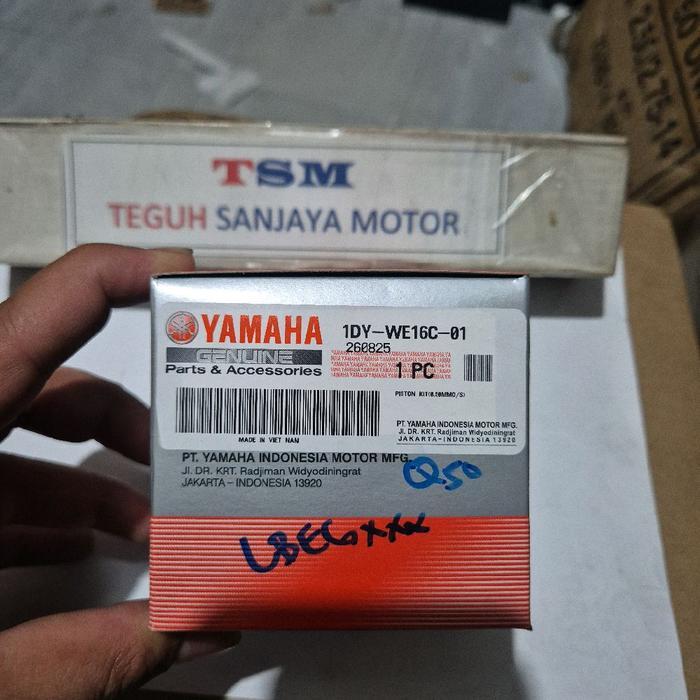 TSM
TEGUH SANJAYA MOTOR
YAMAHA
GENUINE
Parts & Accessories
1DY-WE16C-01
260825
1 PC
MADE IN VIET NAM
PT. YAMAHA INDONESIA MOTOR MFG.
Jl. DR. KRT. Radjiman Widyodiningrat
JAKARTA-INDONESIA 13920
PT. YAMAHA INDONESIA MOTOR MFG.
JL. DR. KRT. Radjiman Widyodiningrat
JAKARTA – INDONESIA 13920